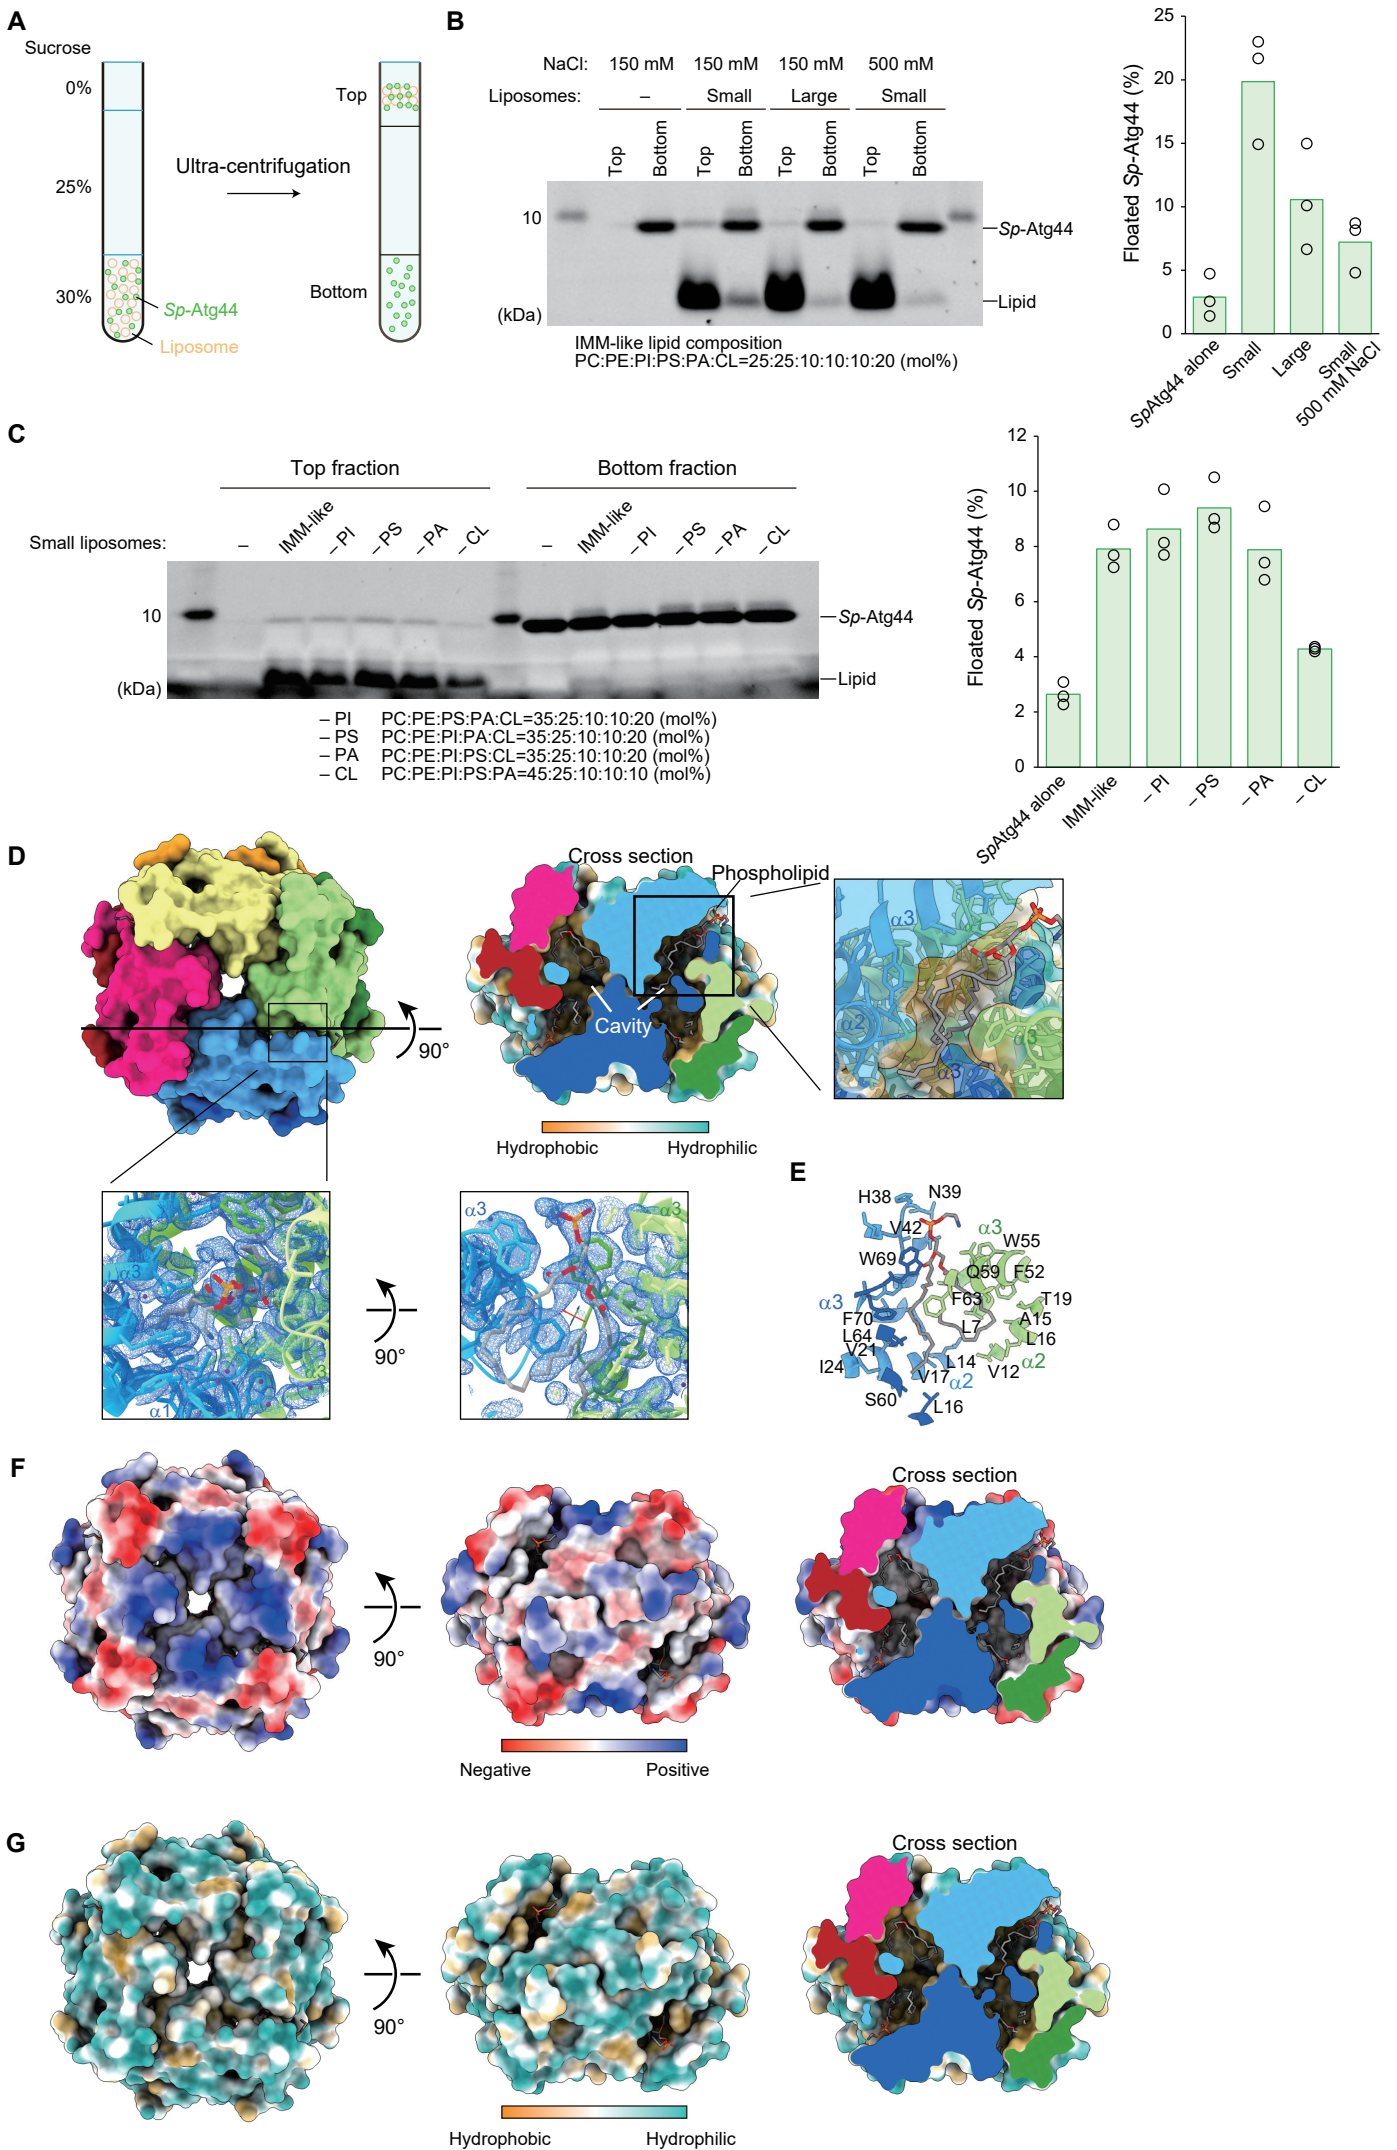 A
Sucrose
0%
25%
30%
Ultra-centrifugation
Top
Bottom
Sp-Atg44
Liposome
B
NaCl: 150 mM 150 mM 150 mM 500 mM
Liposomes: – Small Large Small
Top Bottom Top Bottom Top Bottom Top Bottom
10
Sp-Atg44
Lipid
(kDa)
IMM-like lipid composition
PC:PE:PI:PS:PA:CL=25:25:10:10:10:20 (mol%)
Floated Sp-Atg44 (%)
25
20
15
10
5
0
SpAtg44 alone
Small
Large
Small
500 mM NaCl
C
Top fraction Bottom fraction
Small liposomes: – IMM-like – PI – PS – PA – CL – IMM-like – PI – PS – PA – CL
10
Sp-Atg44
Lipid
(kDa)
– PI PC:PE:PS:PA:CL=35:25:10:10:20 (mol%)
– PS PC:PE:PI:PA:CL=35:25:10:10:20 (mol%)
– PA PC:PE:PI:PS:CL=35:25:10:10:20 (mol%)
– CL PC:PE:PI:PS:PA=45:25:10:10:10 (mol%)
Floated Sp-Atg44 (%)
12
10
8
6
4
2
0
SpAtg44 alone
IMM-like
– PI
– PS
– PA
– CL
D
Cross section
Phospholipid
Cavity
90°
Hydrophobic Hydrophilic
α3
α2
α3
α3
α3
α1
α3
90°
α3
α3
E
H38
N39
V42
α3
W55
W69
Q59
F52
α3
F63
T19
F70
A15
L7
L64
L16
V21
L14
I24
V17
V12
α2
α2
S60
L16
F
90°
Cross section
Negative Positive
G
90°
Cross section
Hydrophobic Hydrophilic